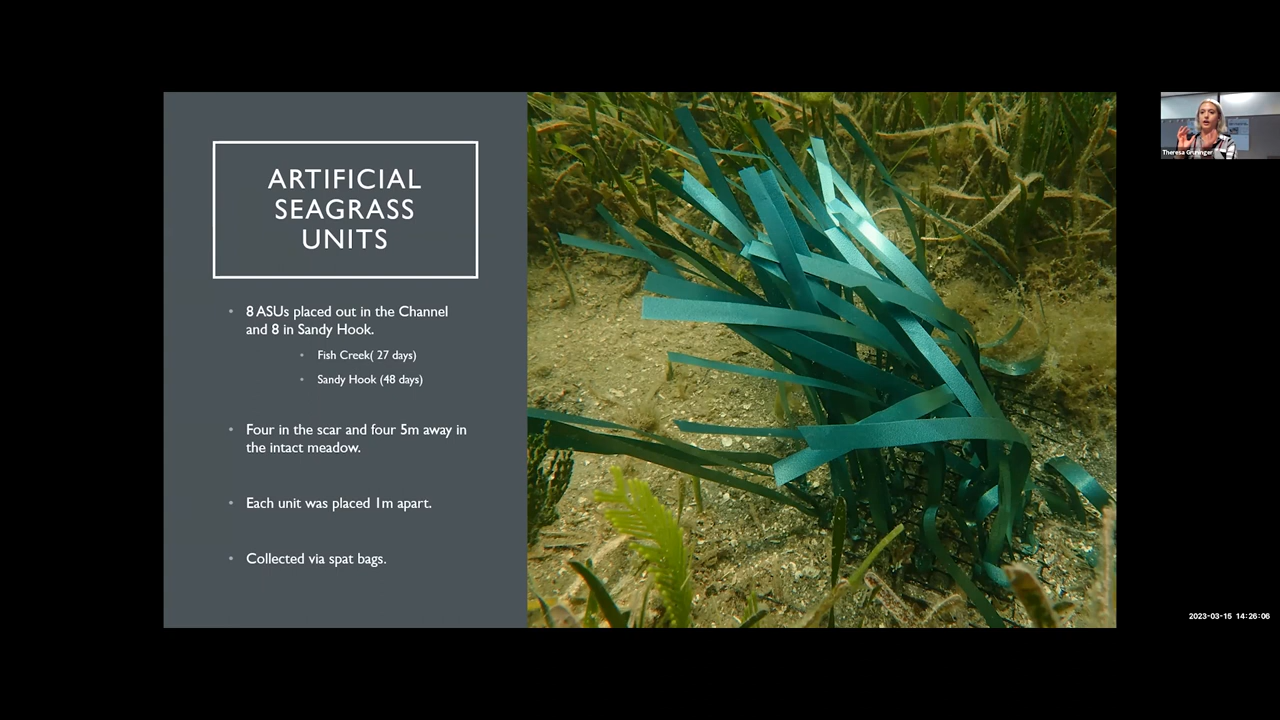 ARTIFICIAL
SEAGRASS
UNITS
• 8 ASUs placed out in the Channel
and 8 in Sandy Hook.
• Fish Creek( 27 days)
• Sandy Hook (48 days)
• Four in the scar and four 5m away in
the intact meadow.
• Each unit was placed 1m apart.
• Collected via spat bags.
Theresa Gruninger
2023-03-15 14:26:06